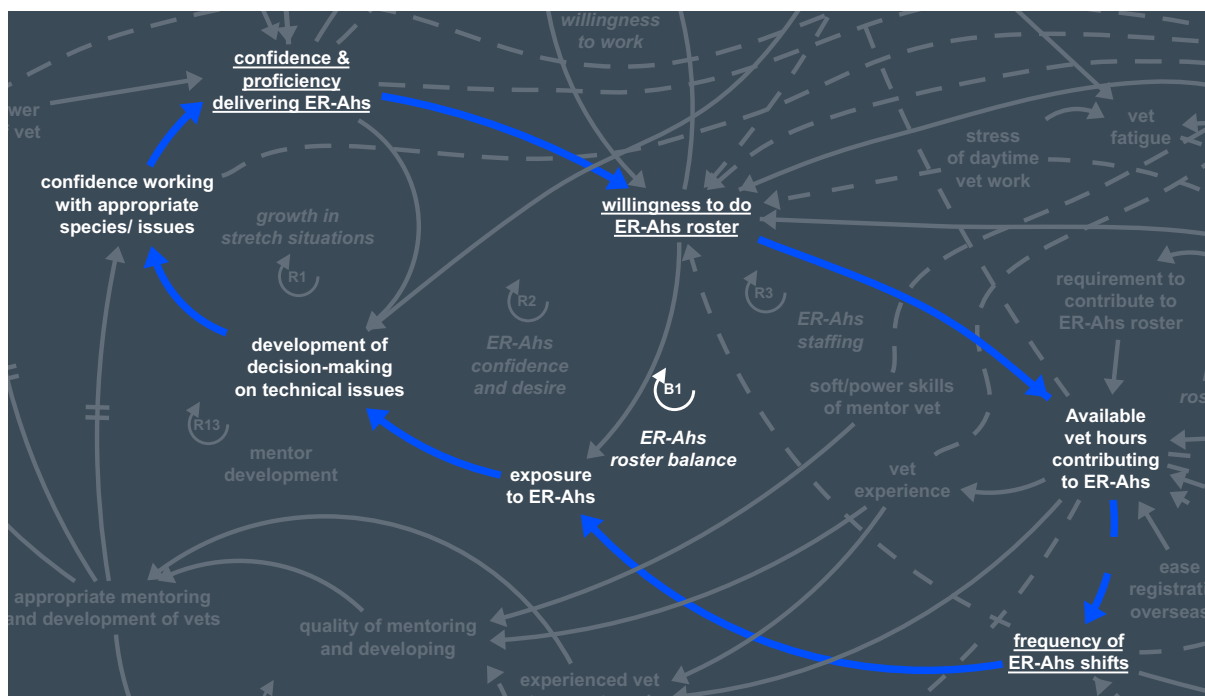 willingness
to work
confidence &
proficiency
delivering ER-Ahs
of vet
vet
fatigue
stress
of daytime
vet work
confidence working
with appropriate
species/ issues
growth in
stretch situations
R1
willingness to do
ER-Ahs roster
R2
R3
ER-Ahs
confidence
and desire
ER-Ahs
staffing
requirement to
contribute to
ER-Ahs roster
development of
decision-making
on technical issues
B1
ER-Ahs
roster balance
soft/power skills
of mentor vet
R13
mentor
development
Available
vet hours
contributing
to ER-Ahs
exposure
to ER-Ahs
vet
experience
ease
overseas
appropriate mentoring
and development of vets
quality of mentoring
and developing
frequency of
ER-Ahs shifts
experienced vet